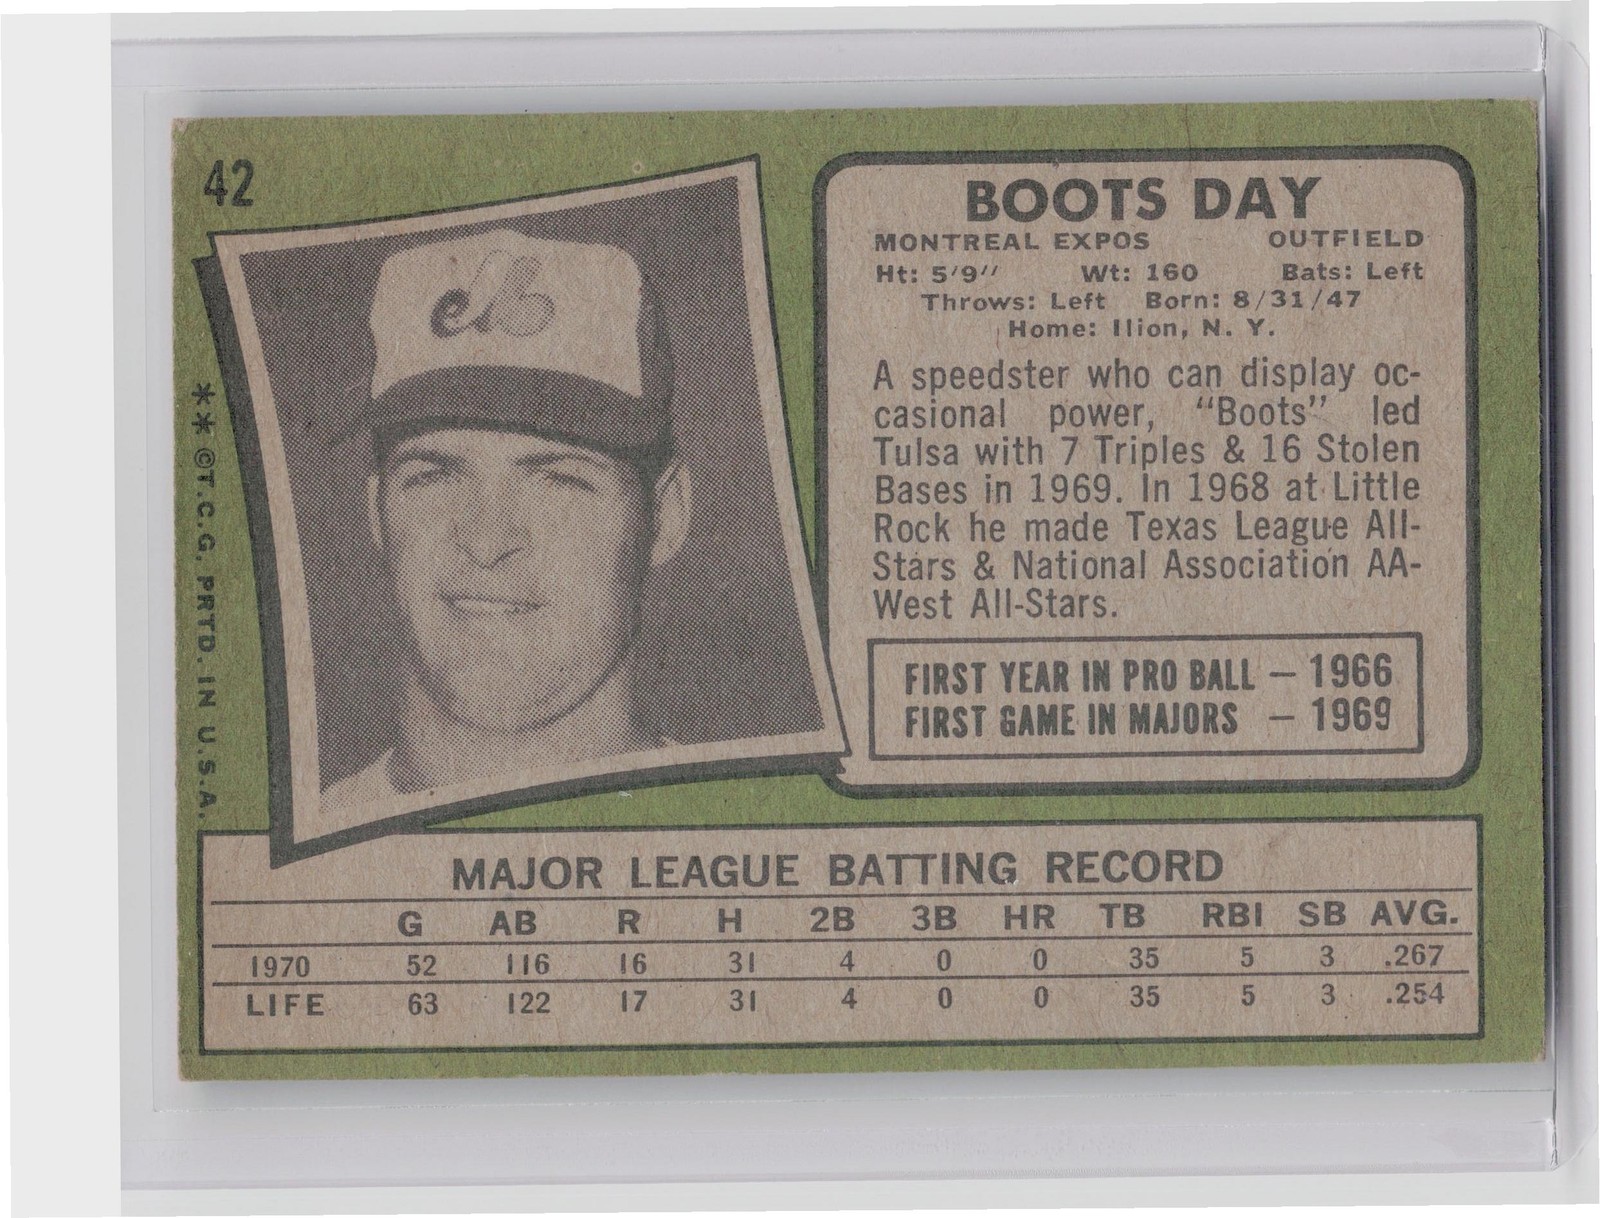 42
BOOTS DAY
MONTREAL EXPOS OUTFIELD
Ht: 5'9" Wt: 160 Bats: Left
Throws: Left Born: 8/31/47
Home: Ilion, N. Y.
A speedster who can display oc-
casional power, "Boots" led
Tulsa with 7 Triples & 16 Stolen
Bases in 1969. In 1968 at Little
Rock he made Texas League All-
Stars & National Association AA-
West All-Stars.
FIRST YEAR IN PRO BALL – 1966
FIRST GAME IN MAJORS – 1969
** ©T.C.G. PRTD. IN U.S.A.
MAJOR LEAGUE BATTING RECORD
G AB R H 2B 3B HR TB RBI SB AVG.
1970 52 116 16 31 4 0 0 35 5 3 .267
LIFE 63 122 17 31 4 0 0 35 5 3 .254